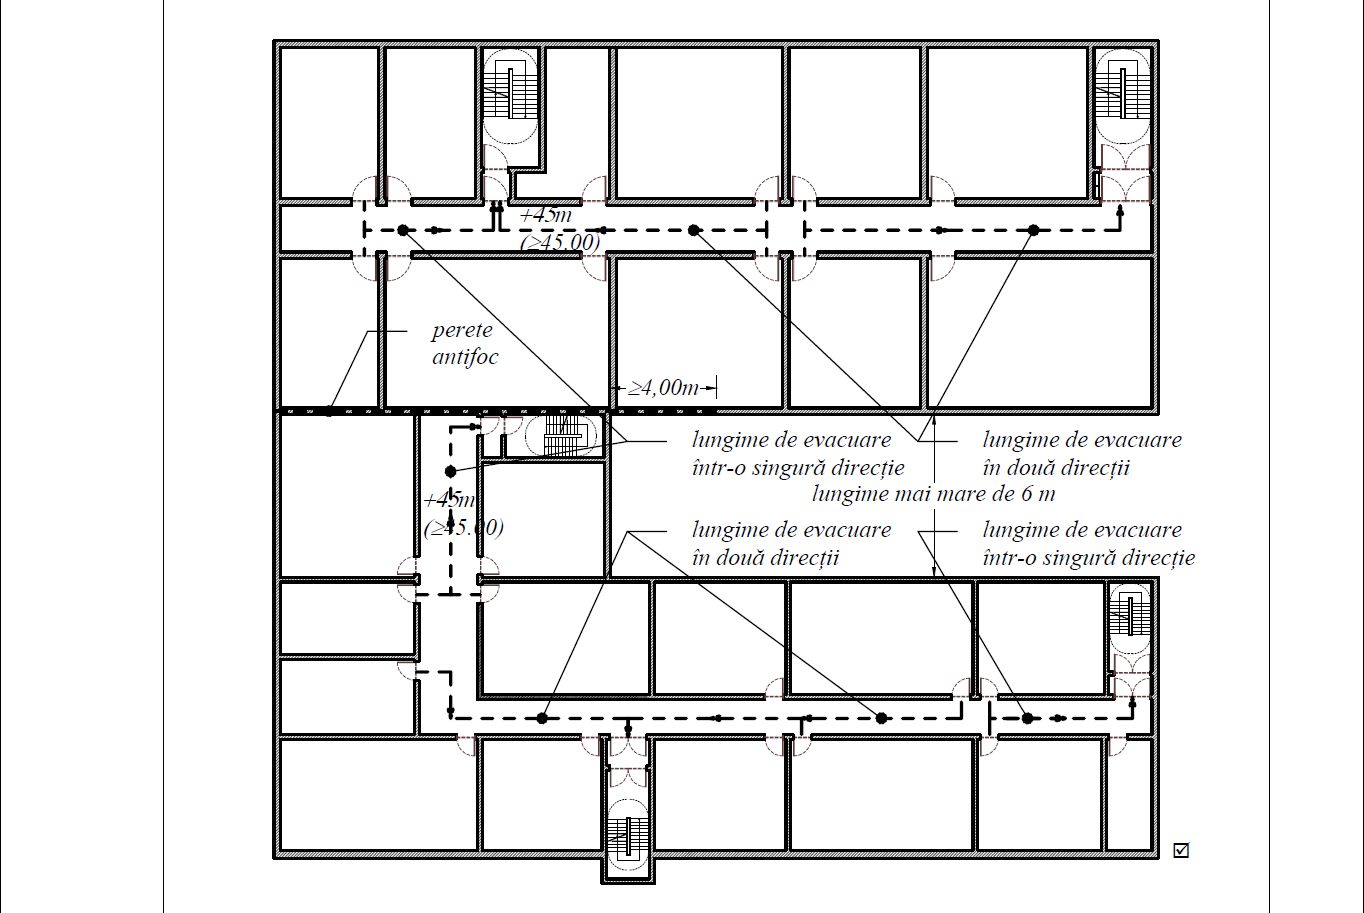 +45m
(≥45.00)
perete
antifoc
≥4,00m
lungime de evacuare
într-o singură direcție
lungime de evacuare
în două direcții
lungime mai mare de 6 m
+45m
(≥45.00)
lungime de evacuare
în două direcții
lungime de evacuare
într-o singură direcție